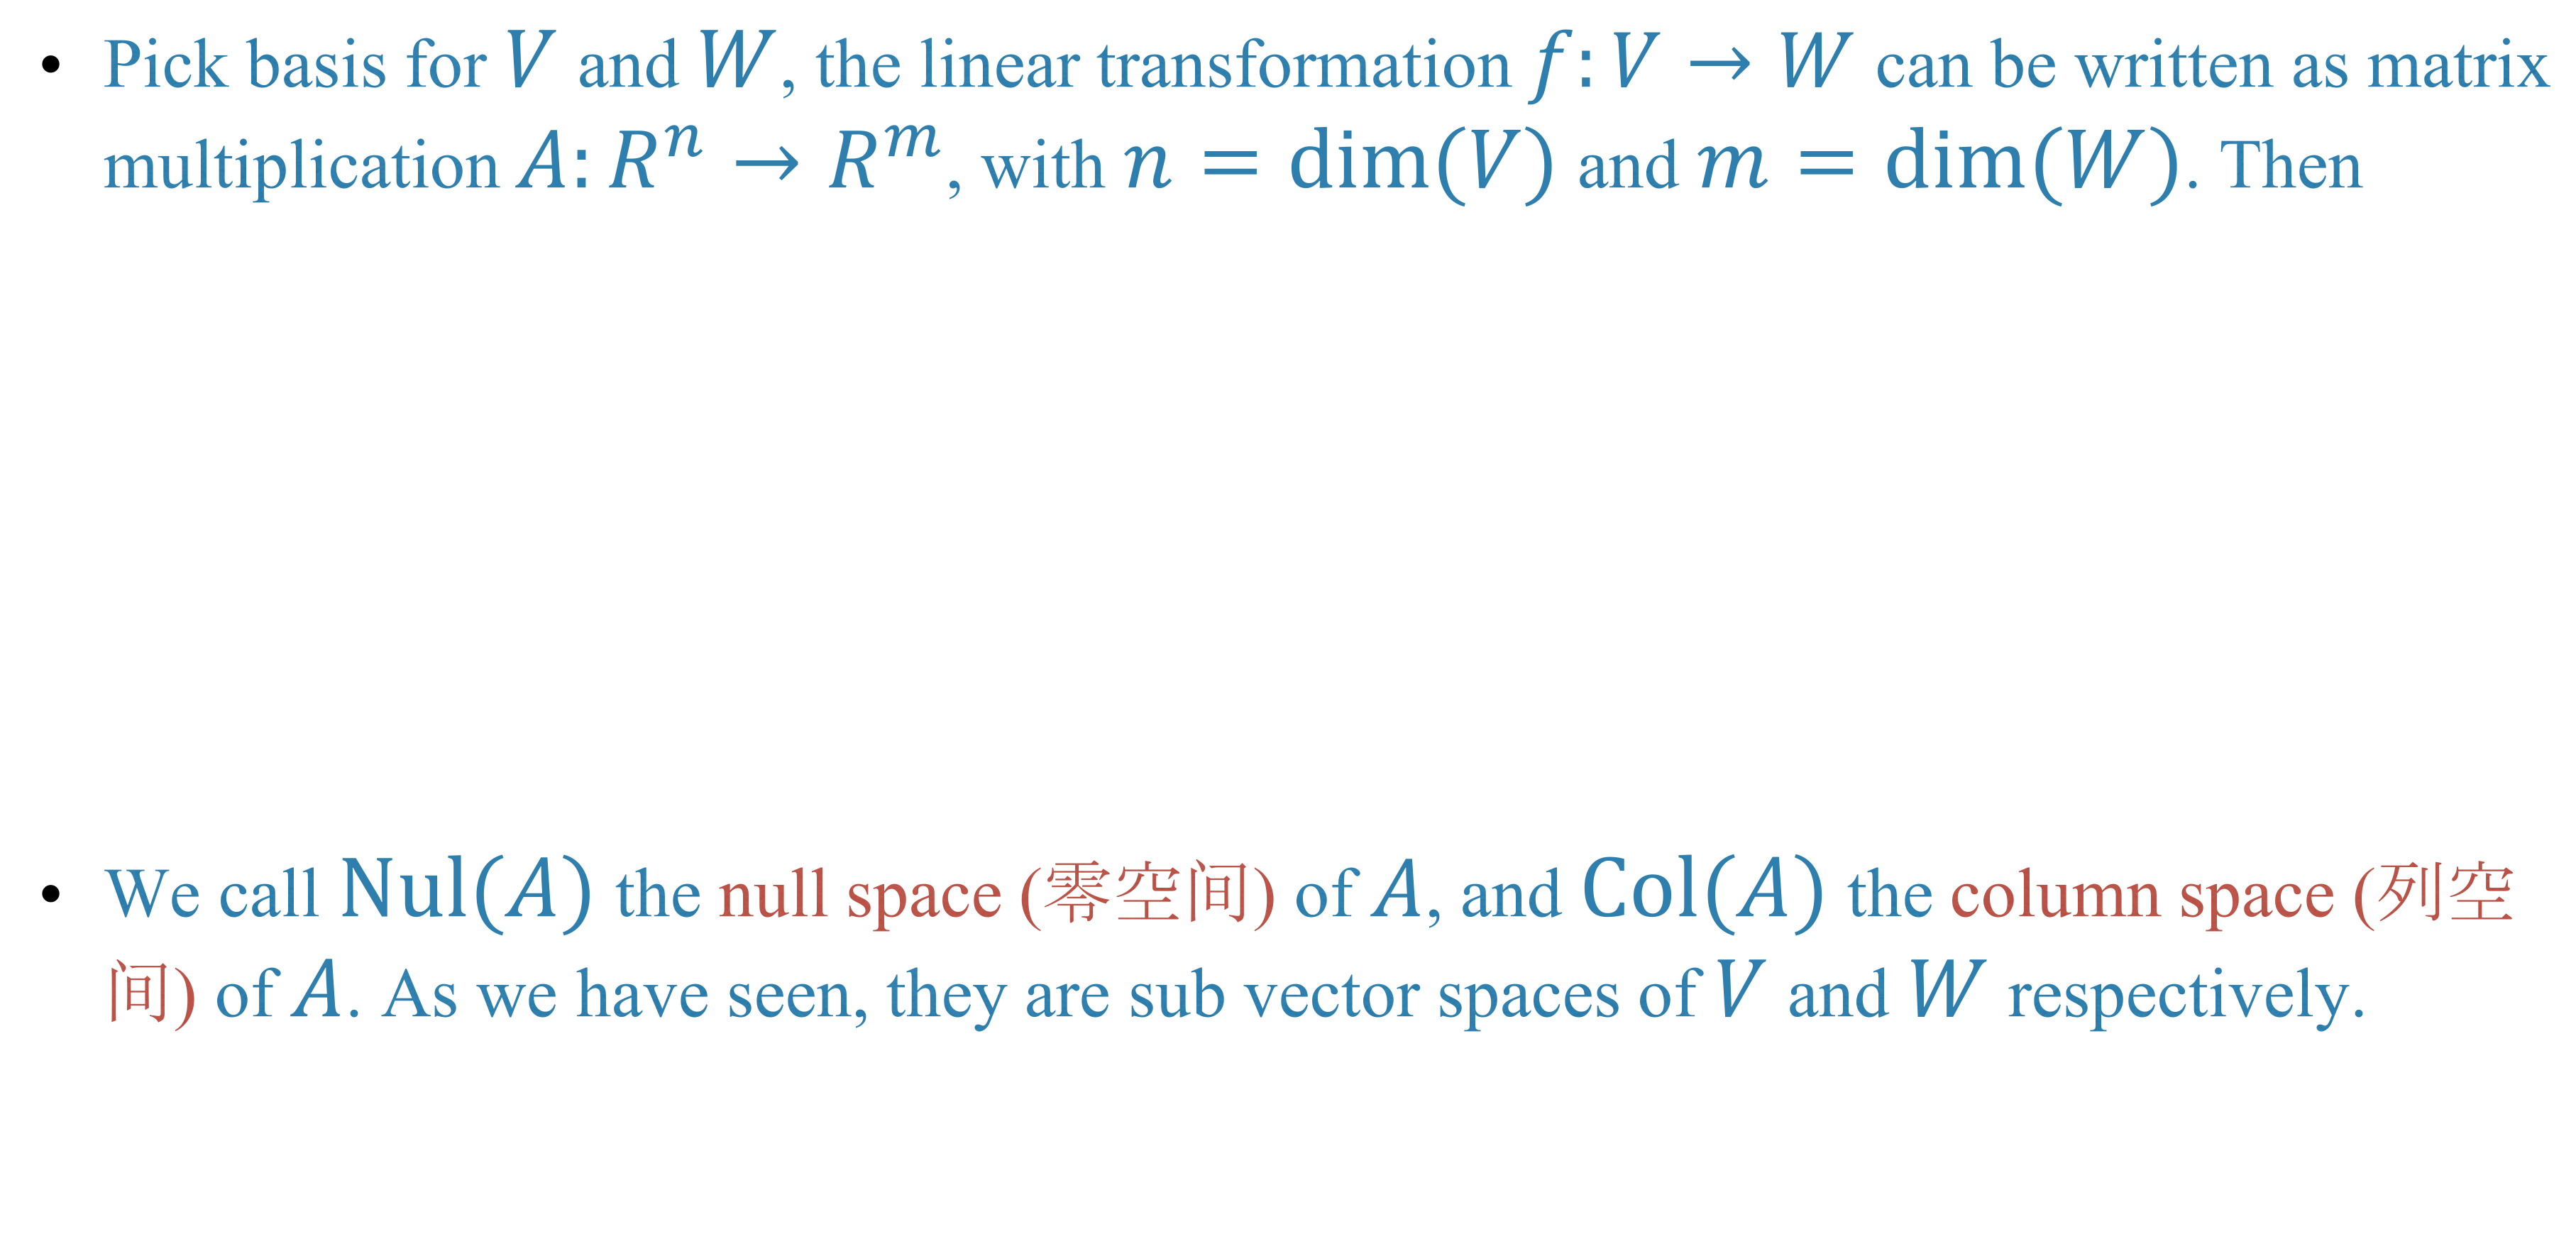 • Pick basis for V and W, the linear transformation f: V → W can be written as matrix
multiplication A: Rⁿ → Rᵐ, with n = dim(V) and m = dim(W). Then
• We call Nul(A) the null space (零空间) of A, and Col(A) the column space (列空
间) of A. As we have seen, they are sub vector spaces of V and W respectively.